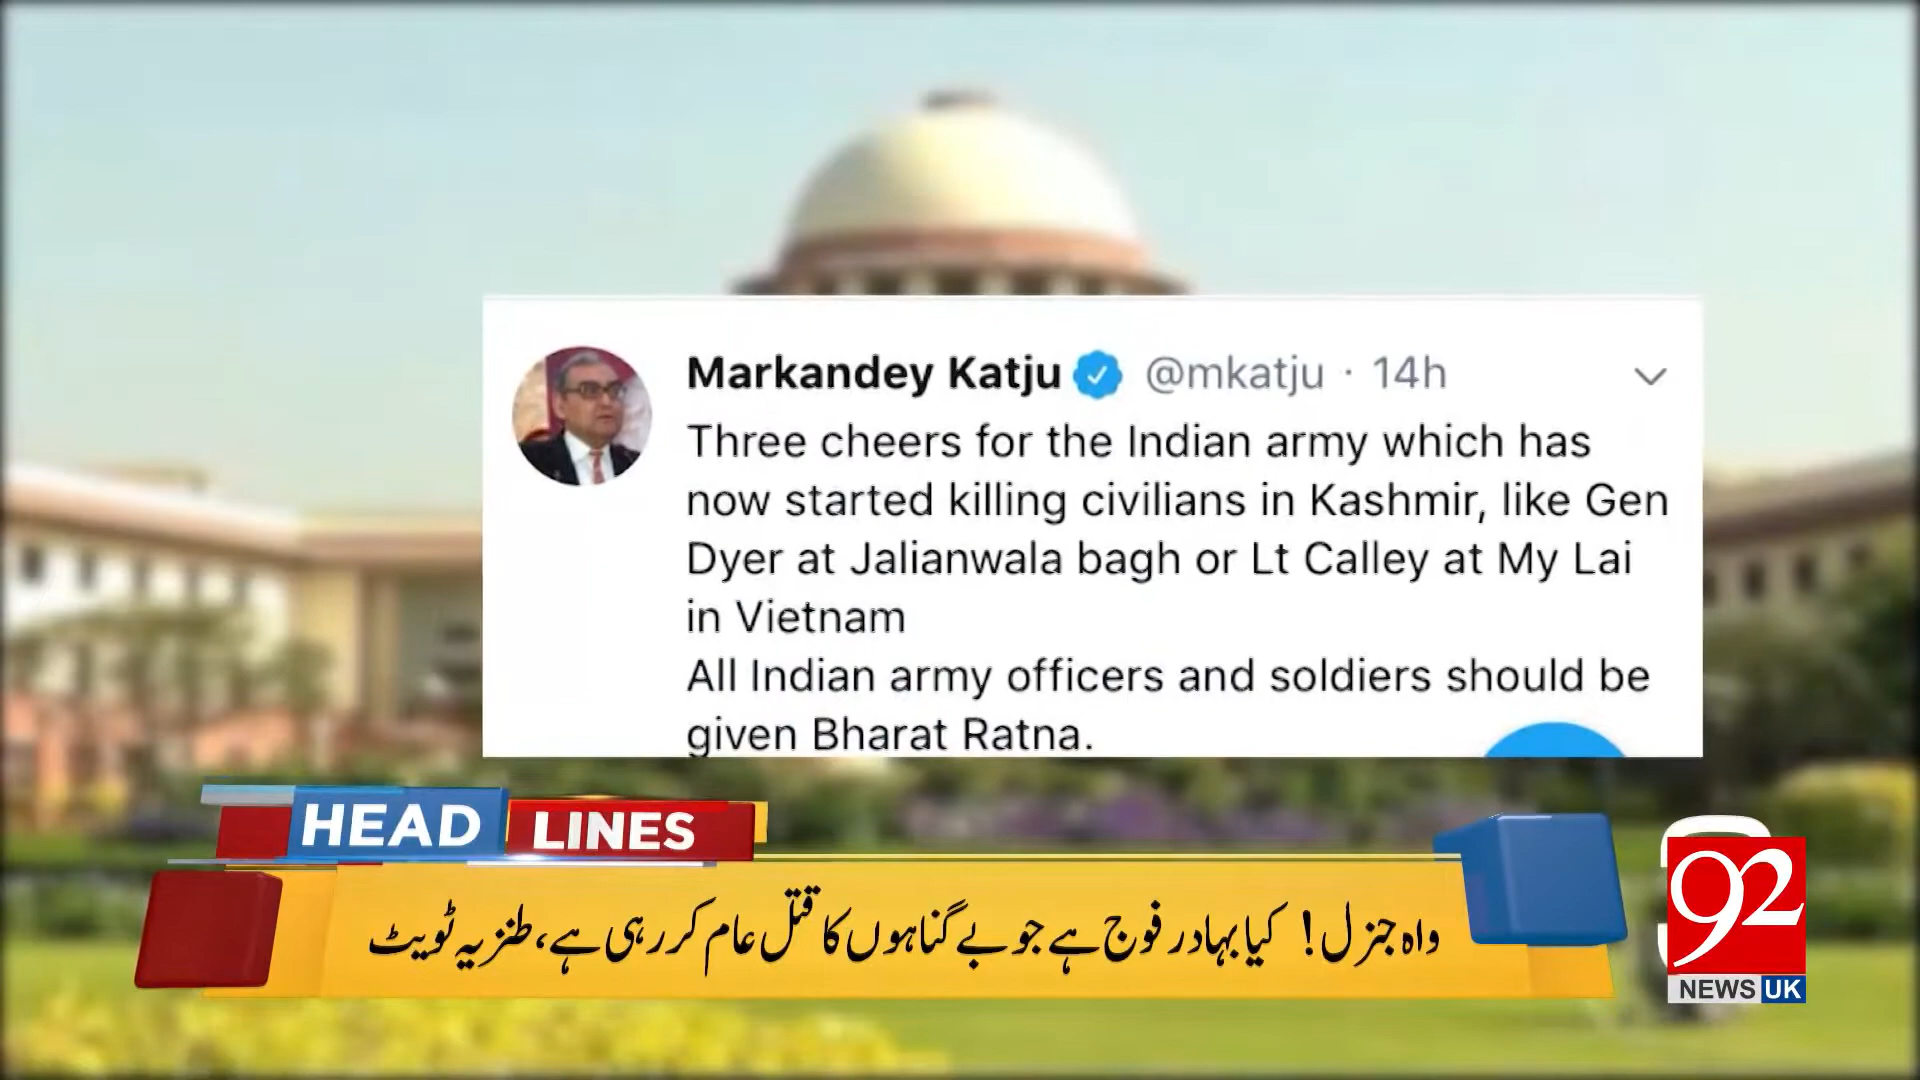 Markandey Katju @mkatju · 14h
Three cheers for the Indian army which has
now started killing civilians in Kashmir, like Gen
Dyer at Jalianwala bagh or Lt Calley at My Lai
in Vietnam
All Indian army officers and soldiers should be
given Bharat Ratna.
HEAD LINES
واہ جنرل! کیا بہادر فوج ہے جو بے گناہوں کا قتل عام کر رہی ہے، طنزیہ ٹویٹ
92
NEWS UK